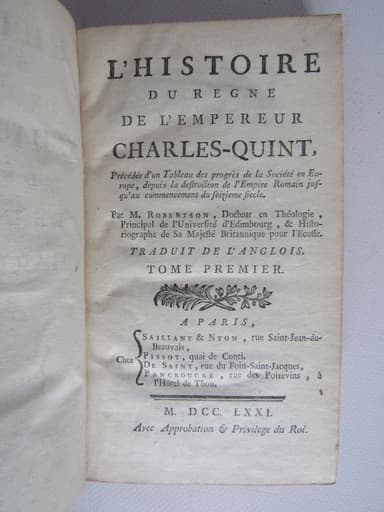 L'HISTOIRE
DU REGNE
DE L'EMPEREUR
CHARLES-QUINT,
Précédée d'un Tableau des progrès de la Société en Eu-
rope, depuis la destruction de l'Empire Romain jus-
qu'au commencement du seizieme siecle.
Par M. ROBERTSON, Docteur en Théologie,
Principal de l'Université d'Edimbourg, & Histo-
riographe de Sa Majesté Britannique pour l'Ecosse.
TRADUIT DE L'ANGLOIS.
TOME PREMIER.
A PARIS,
Chez
SAILLANT & NYON, rue Saint-Jean-de-
Beauvais,
PISSOT, quai de Conti.
DE SAINT, rue du Foin-Saint-Jacques,
PANCKOUCKE, rue des Poitevins, à
l'Hôtel de Thou.
M. DCC. LXXI.
Avec Approbation & Privilege du Roi.